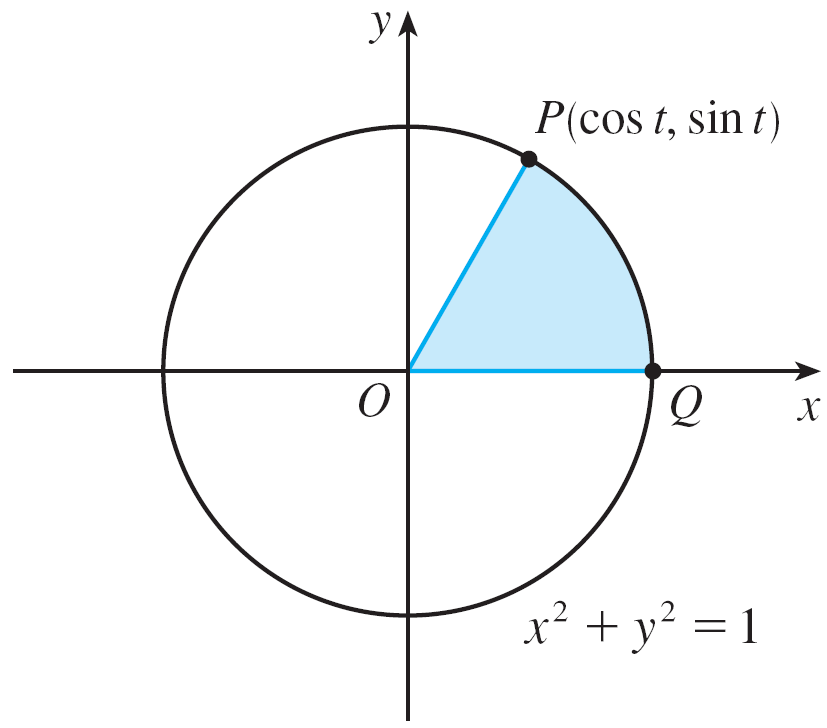 y
P(cos t, sin t)
O
Q
x
x² + y² = 1